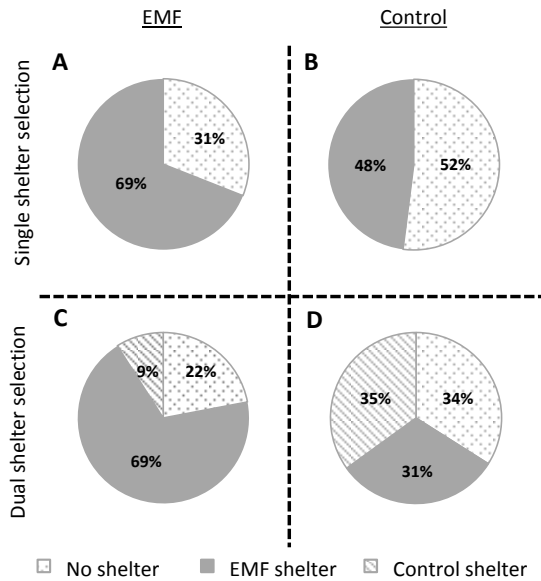 EMF Control
Single shelter selection
A B
31%
69%
48% 52%
Dual shelter selection
C D
9% 22%
69%
35% 34%
31%
No shelter EMF shelter Control shelter